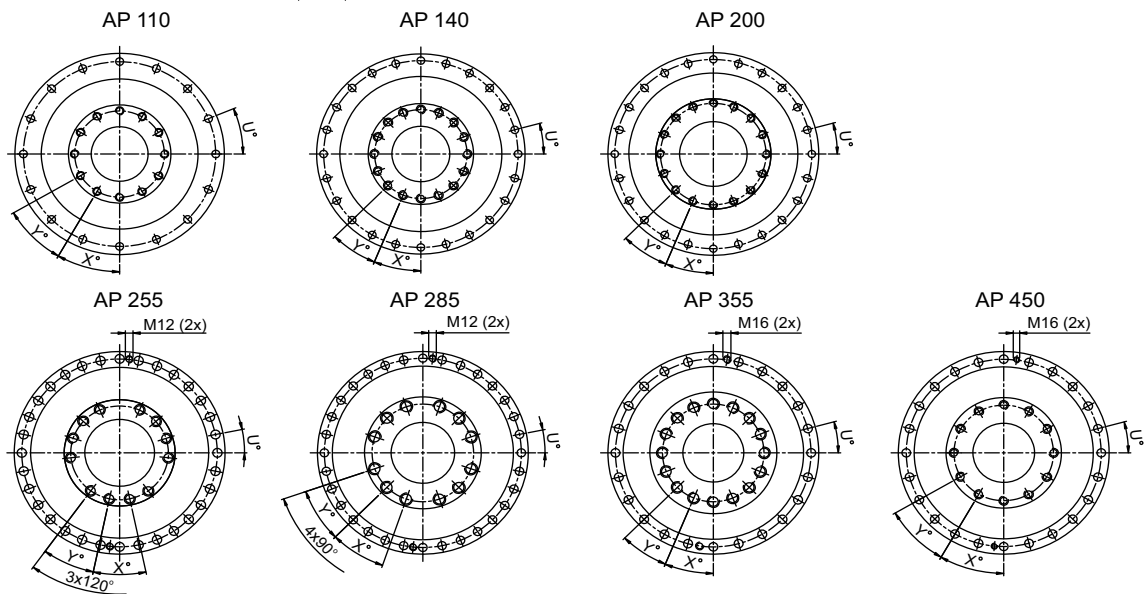 AP 110
AP 140
AP 200
U°
U°
U°
Y°
X°
Y°
X°
Y°
X°
AP 255
AP 285
AP 355
AP 450
M12 (2x)
M12 (2x)
M16 (2x)
M16 (2x)
U°
U°
U°
U°
Y°
X°
3x120°
Y°
X°
4x90°
Y°
X°
Y°
X°